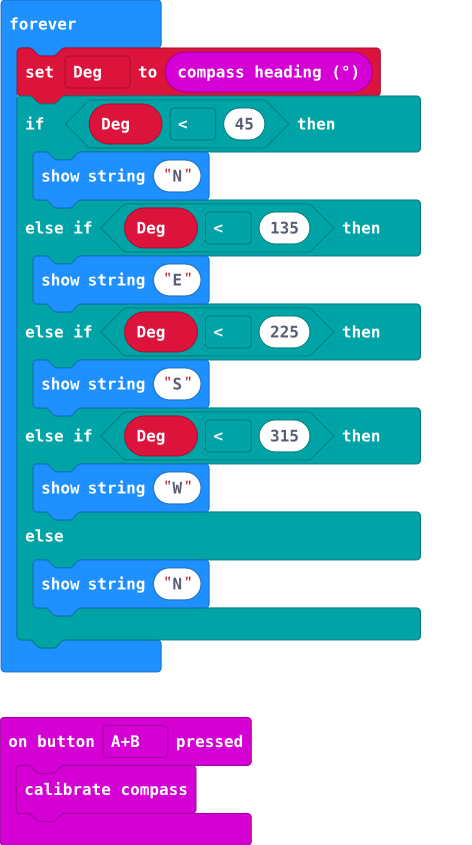 forever
set Deg to compass heading (°)
if Deg < 45 then
show string "N"
else if Deg < 135 then
show string "E"
else if Deg < 225 then
show string "S"
else if Deg < 315 then
show string "W"
else
show string "N"
on button A+B pressed
calibrate compass